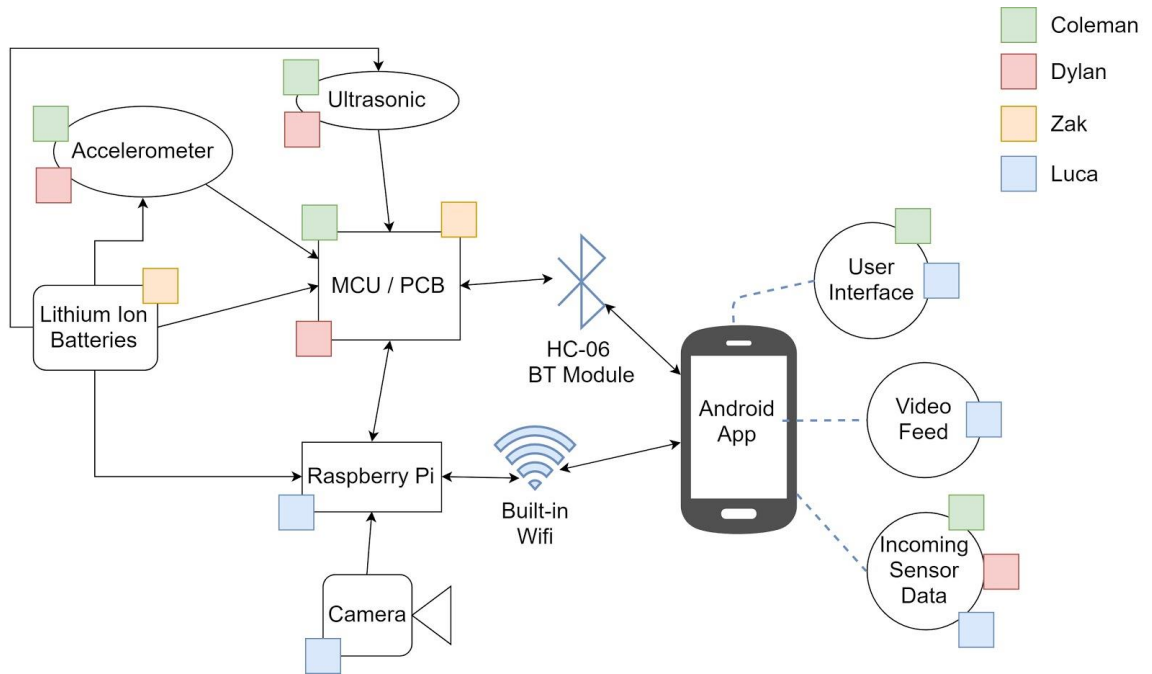 Coleman
Dylan
Zak
Luca
Ultrasonic
Accelerometer
MCU / PCB
Lithium Ion
Batteries
HC-06
BT Module
User
Interface
Android
App
Video
Feed
Raspberry Pi
Built-in
Wifi
Incoming
Sensor
Data
Camera